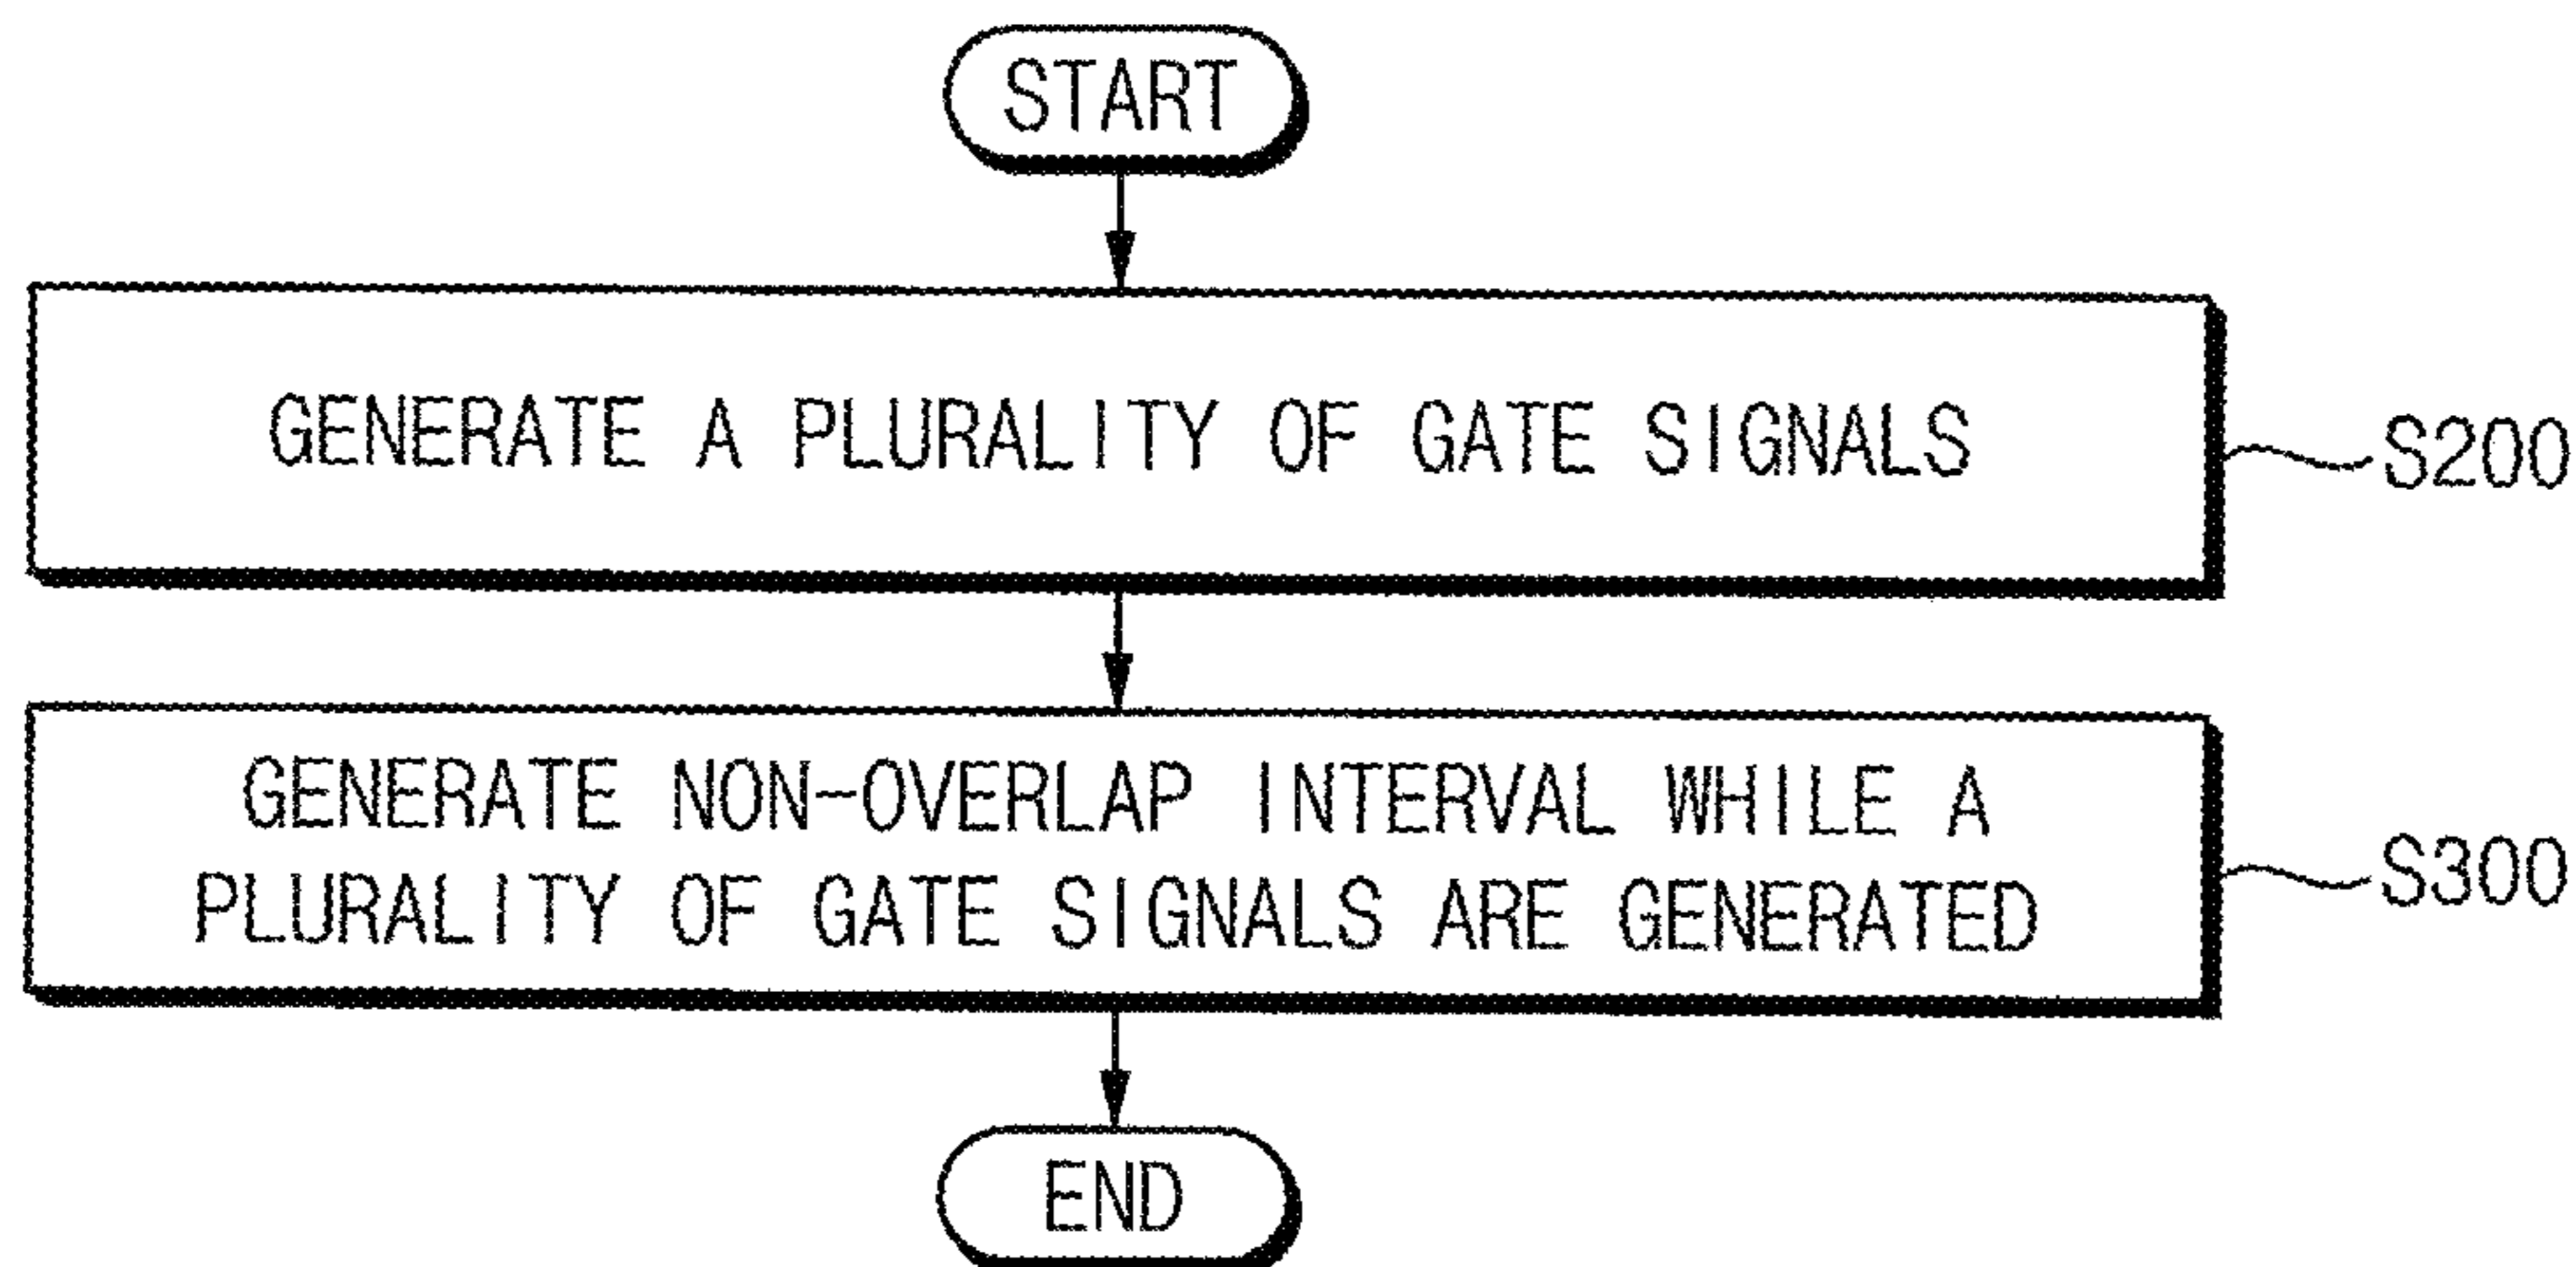 START
GENERATE A PLURALITY OF GATE SIGNALS
S200
GENERATE NON-OVERLAP INTERVAL WHILE A
PLURALITY OF GATE SIGNALS ARE GENERATED
S300
END